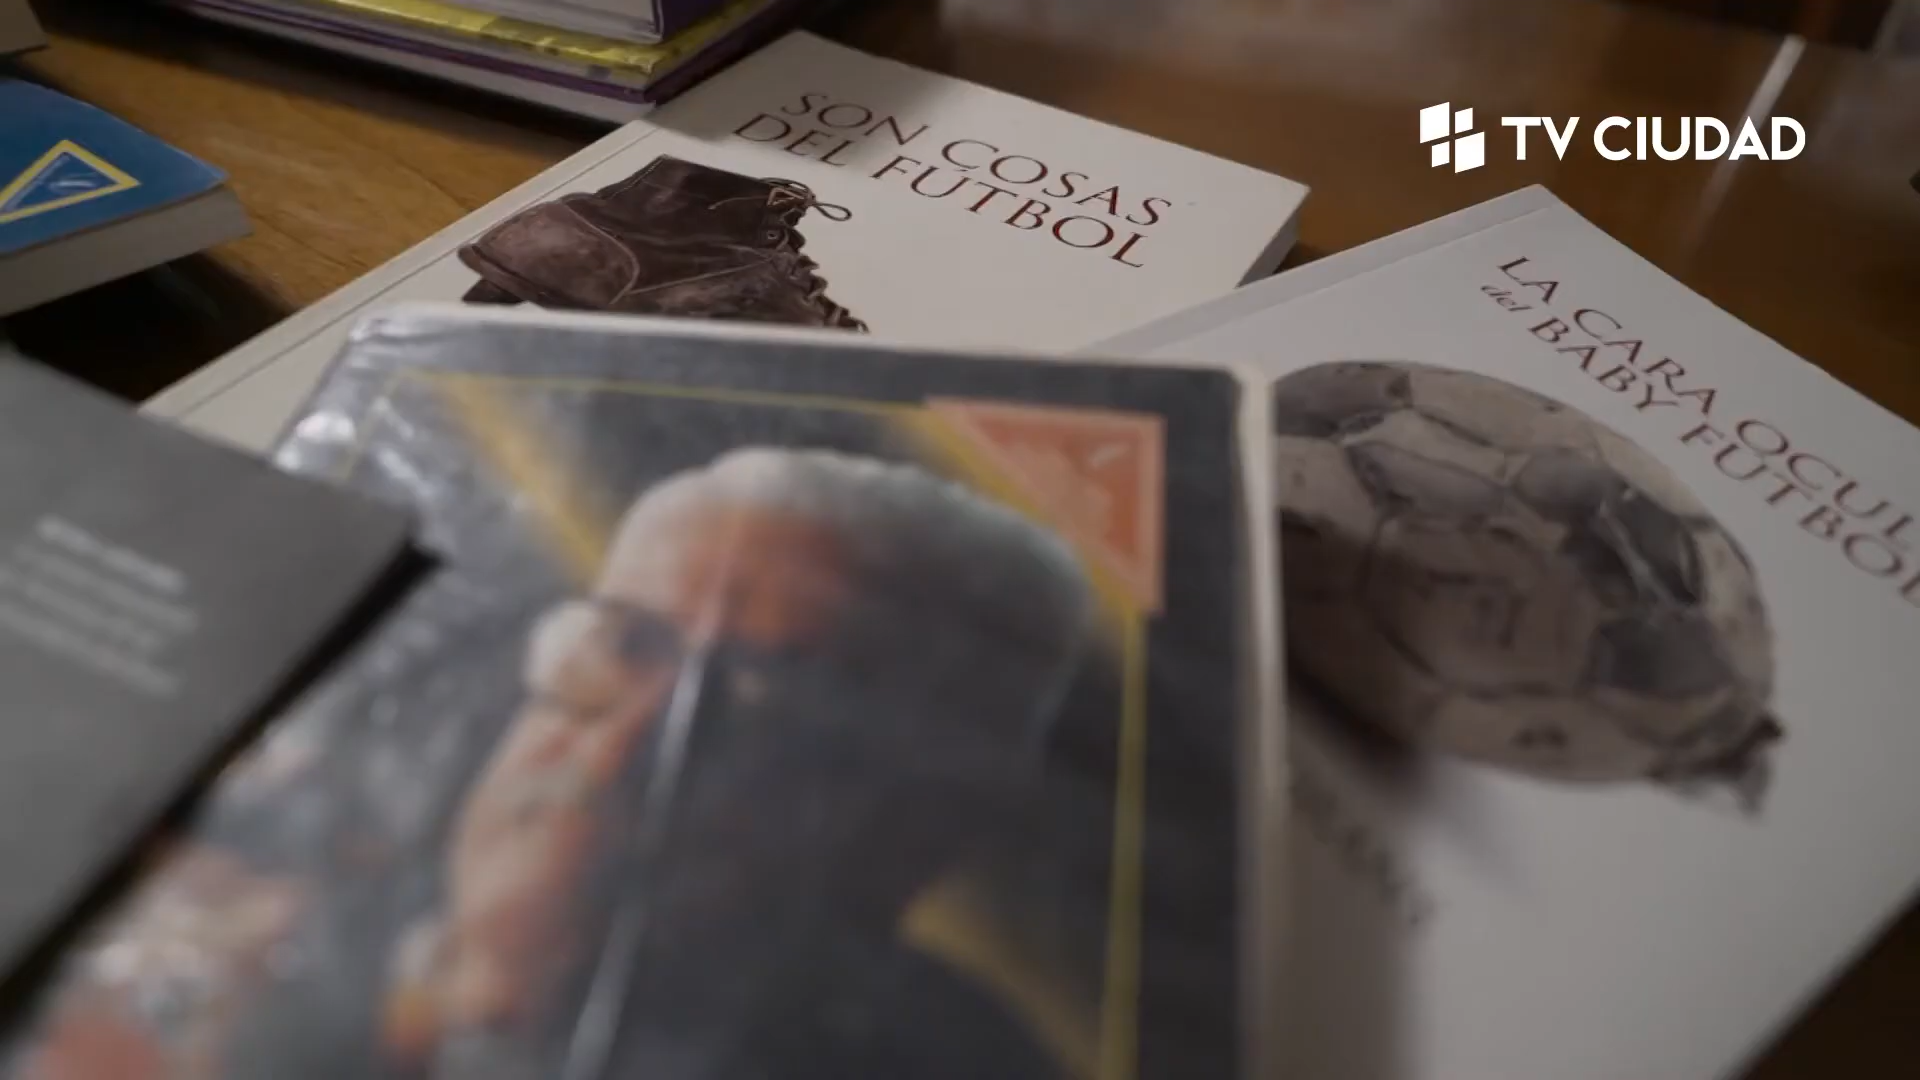 SON COSAS
DEL FÚTBOL
TV CIUDAD
LA CARA OCUL
del BABY FÚTBOL